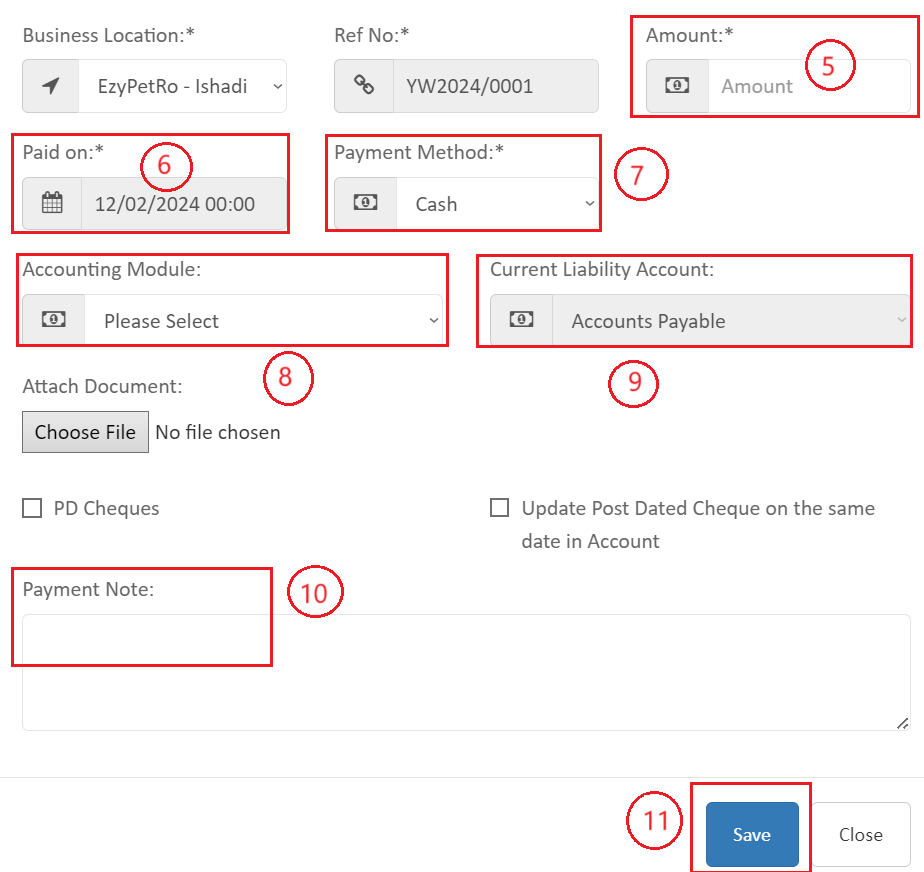 Business Location:*
Ref No:*
Amount:*
5
EzyPetRo - Ishadi
YW2024/0001
Amount
Paid on:*
6
Payment Method:*
7
12/02/2024 00:00
Cash
Accounting Module:
Current Liability Account:
Please Select
Accounts Payable
8
9
Attach Document:
Choose File No file chosen
PD Cheques
Update Post Dated Cheque on the same
date in Account
Payment Note:
10
11
Save
Close